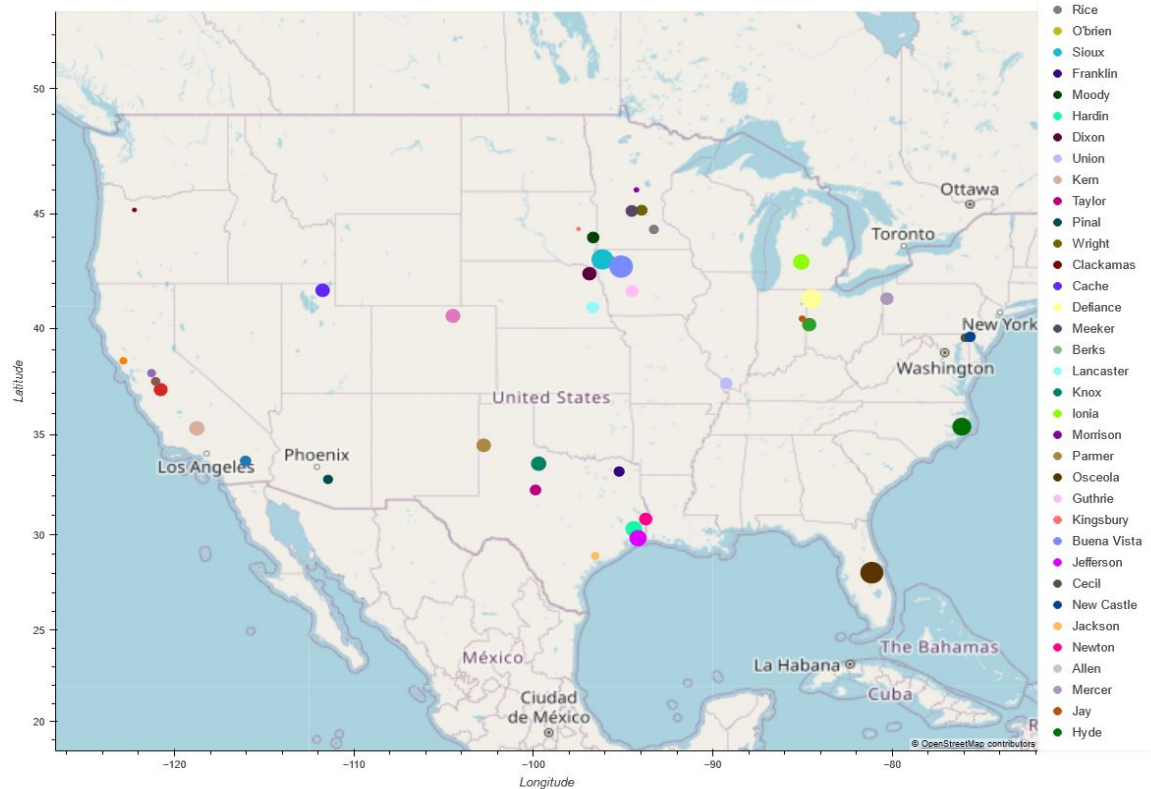 50
45
40
35
30
25
20
Latitude
−120
−110
−100
−90
−80
Longitude
Ottawa
Toronto
New York
Washington
United States
Los Angeles
Phoenix
México
Ciudad
de México
La Habana
The Bahamas
Cuba
R
© OpenStreetMap contributors
Rice
O'brien
Sioux
Franklin
Moody
Hardin
Dixon
Union
Kern
Taylor
Pinal
Wright
Clackamas
Cache
Defiance
Meeker
Berks
Lancaster
Knox
Ionia
Morrison
Parmer
Osceola
Guthrie
Kingsbury
Buena Vista
Jefferson
Cecil
New Castle
Jackson
Newton
Allen
Mercer
Jay
Hyde